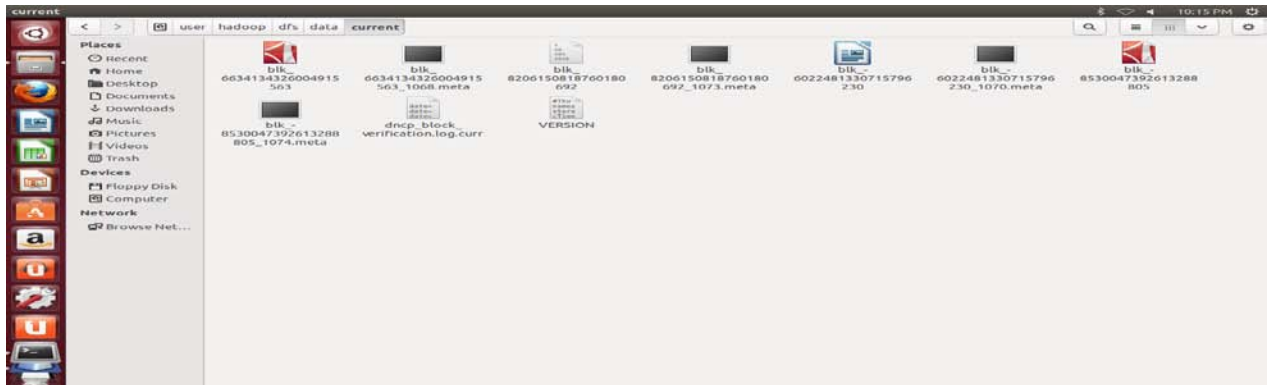 current
10:15 PM
user hadoop dfs data current
Places
Recent
Home
Desktop
Documents
Downloads
Music
Pictures
Videos
Trash
Devices
Floppy Disk
Computer
Network
Browse Net...
blk_
6634134326004915
563
blk_
6634134326004915
563_1068.meta
blk_
8206150818760180
692
blk_
8206150818760180
692_1073.meta
blk_-
6022481330715796
230
blk_-
6022481330715796
230_1070.meta
blk_-
8530047392613288
805
blk_-
8530047392613288
805_1074.meta
dncp_block_
verification.log.curr
VERSION